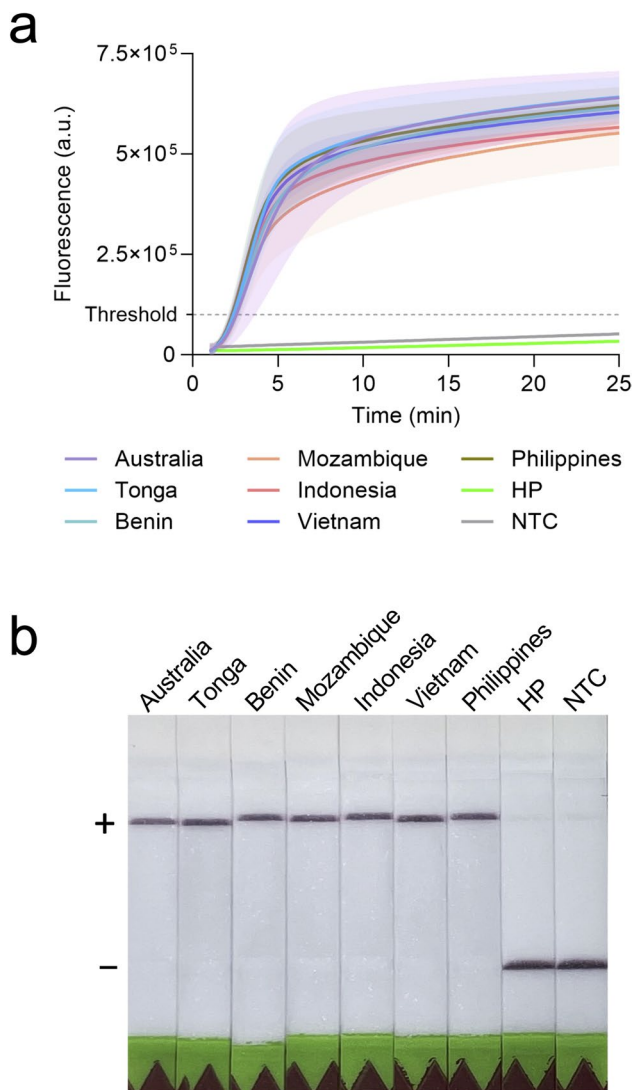 a
7.5×10⁵
5×10⁵
2.5×10⁵
Threshold
0
Fluorescence (a.u.)
0 5 10 15 20 25
Time (min)
Australia Mozambique Philippines
Tonga Indonesia HP
Benin Vietnam NTC
b
Australia Tonga Benin Mozambique Indonesia Vietnam Philippines HP NTC
+
−